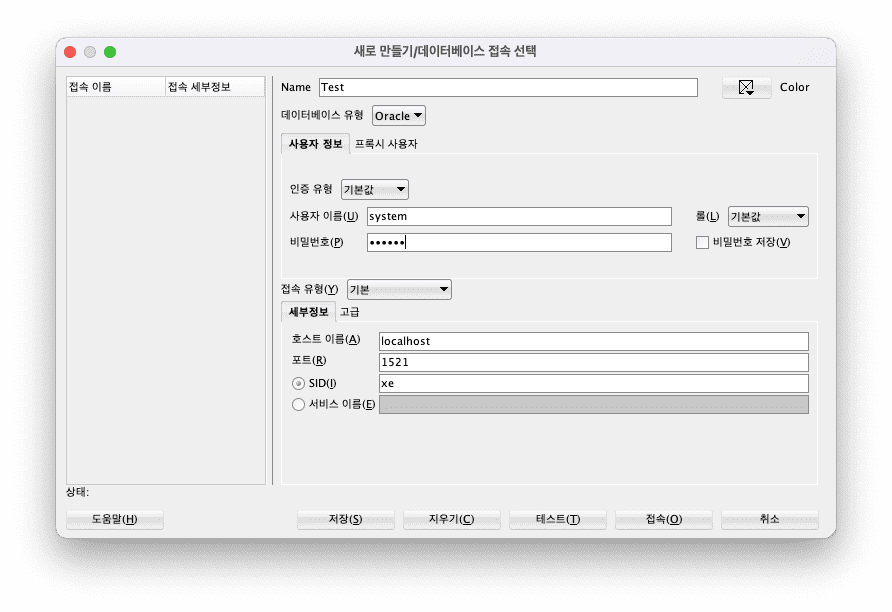 새로 만들기/데이터베이스 접속 선택
접속 이름 접속 세부정보
Name Test Color
데이터베이스 유형 Oracle
사용자 정보 프록시 사용자
인증 유형 기본값
사용자 이름(U) system 롤(L) 기본값
비밀번호(P) •••••• 비밀번호 저장(V)
접속 유형(Y) 기본
세부정보 고급
호스트 이름(A) localhost
포트(R) 1521
SID(I) xe
서비스 이름(E)
상태:
도움말(H) 저장(S) 지우기(C) 테스트(T) 접속(O) 취소